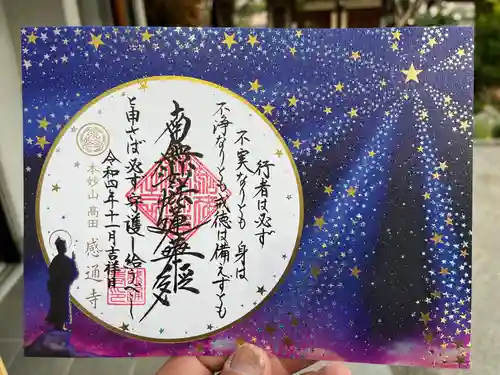 行者は必ず
不実なりとも 身は
不浄なりとも 戒徳は備えずとも
南無妙法蓮華経
と申さば必ず守護し給うべし
令和四年十一月吉祥日
本妙山 高田 感通寺